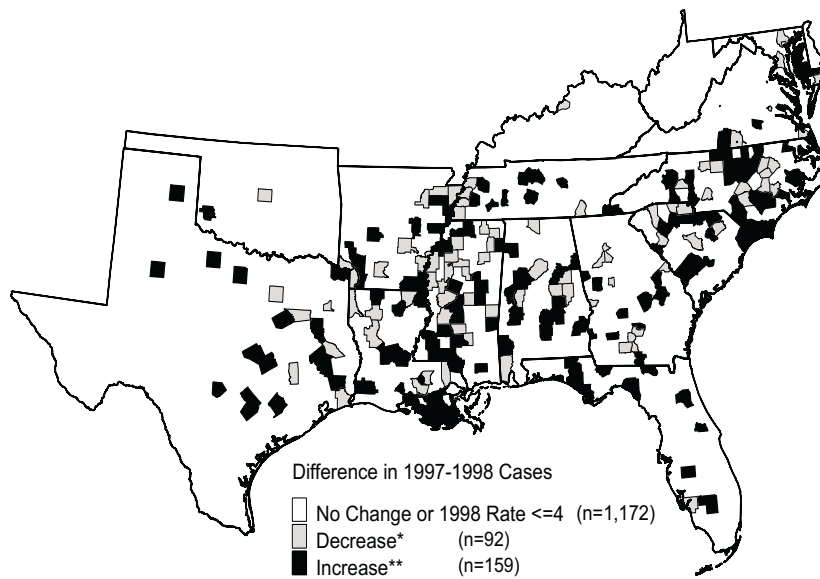 Difference in 1997-1998 Cases
No Change or 1998 Rate <=4 (n=1,172)
Decrease* (n=92)
Increase** (n=159)